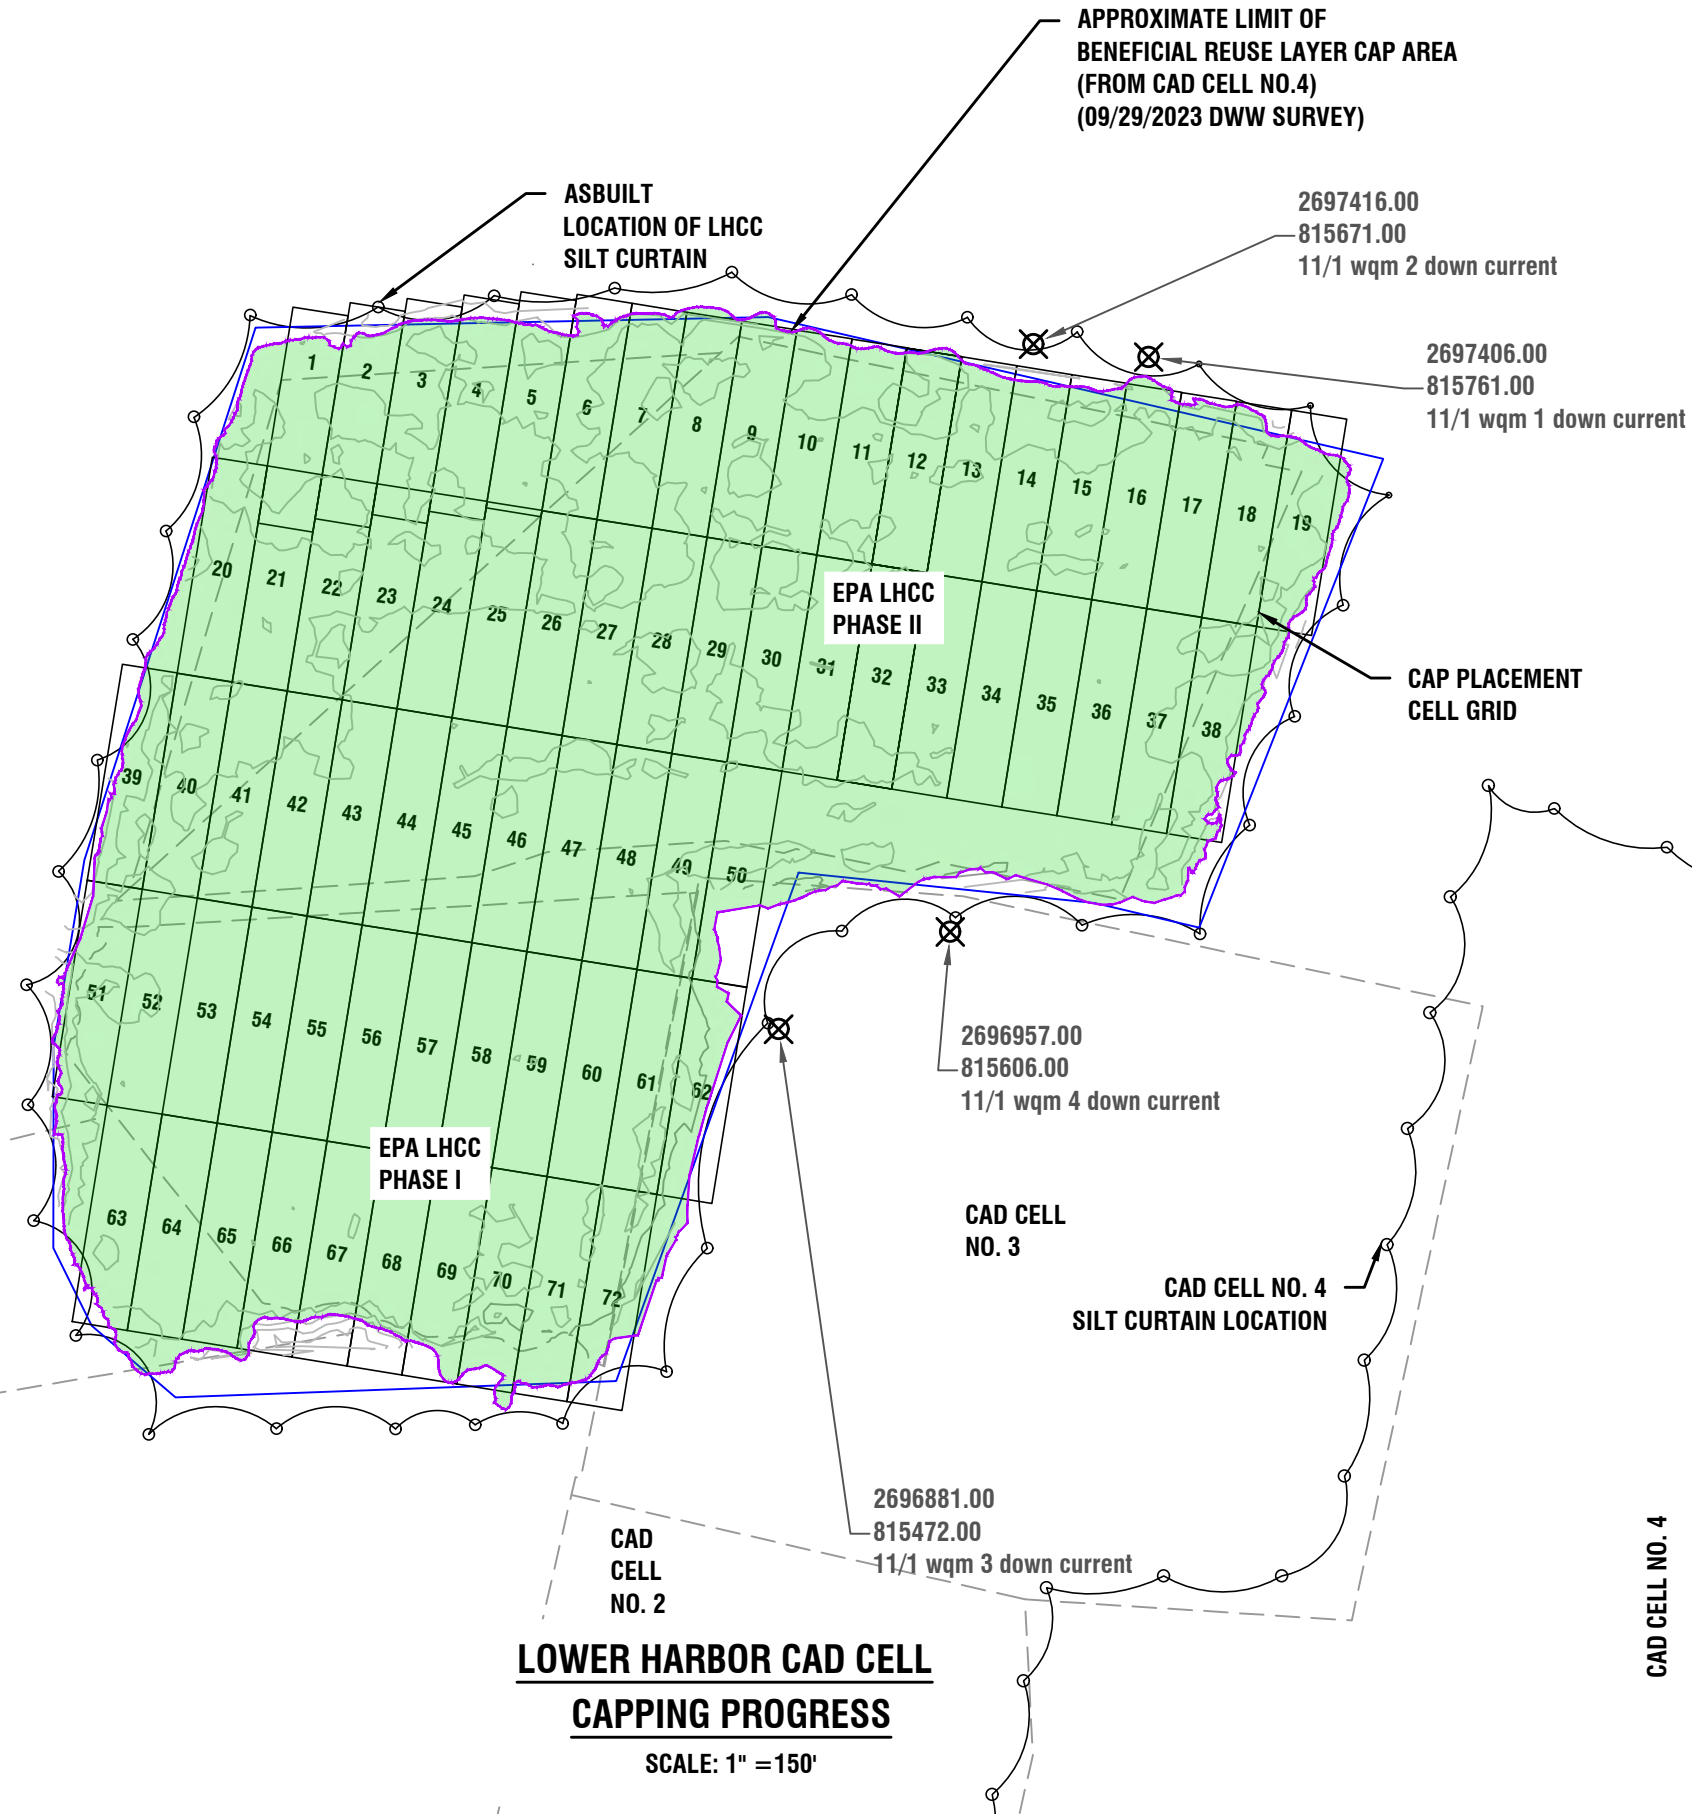 APPROXIMATE LIMIT OF
BENEFICIAL REUSE LAYER CAP AREA
(FROM CAD CELL NO.4)
(09/29/2023 DWW SURVEY)
ASBUILT
LOCATION OF LHCC
SILT CURTAIN
2697416.00
815671.00
11/1 wqm 2 down current
2697406.00
815761.00
11/1 wqm 1 down current
1
2
3
4
5
6
7
8
9
10
11
12
13
14
15
16
17
18
19
20
21
22
23
24
25
26
27
28
29
30
31
32
33
34
35
36
37
38
EPA LHCC
PHASE II
CAP PLACEMENT
CELL GRID
39
40
41
42
43
44
45
46
47
48
49
50
51
52
53
54
55
56
57
58
59
60
61
62
EPA LHCC
PHASE I
63
64
65
66
67
68
69
70
71
72
2696957.00
815606.00
11/1 wqm 4 down current
CAD CELL
NO. 3
CAD CELL NO. 4
SILT CURTAIN LOCATION
2696881.00
815472.00
11/1 wqm 3 down current
CAD
CELL
NO. 2
CAD CELL NO. 4
LOWER HARBOR CAD CELL
CAPPING PROGRESS
SCALE: 1" =150'